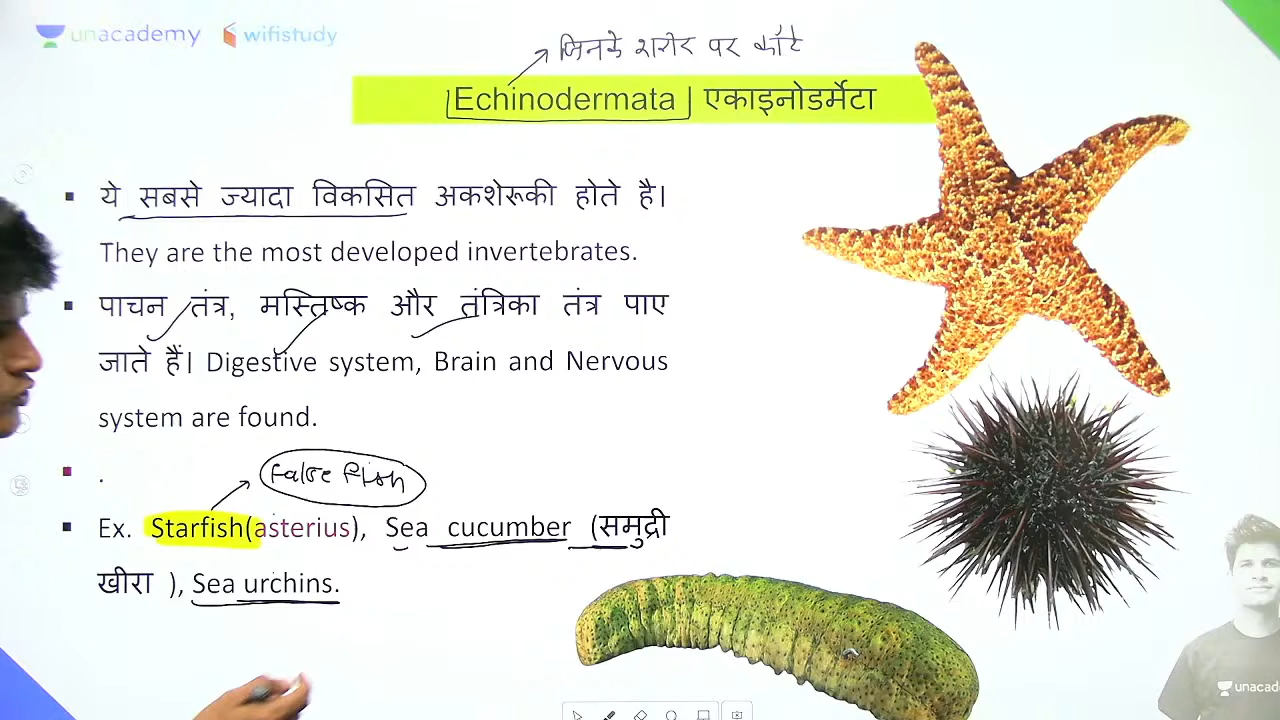 unacademy wifistudy
जिनके शरीर पर काँटे
Echinodermata | एकाइनोडर्मेटा
▪ ये सबसे ज्यादा विकसित अकशेरूकी होते है।
They are the most developed invertebrates.
▪ पाचन तंत्र, मस्तिष्क और तंत्रिका तंत्र पाए
जाते हैं। Digestive system, Brain and Nervous
system are found.
▪ .
False Fish
▪ Ex. Starfish(asterius), Sea cucumber (समुद्री
खीरा ), Sea urchins.
unacademy